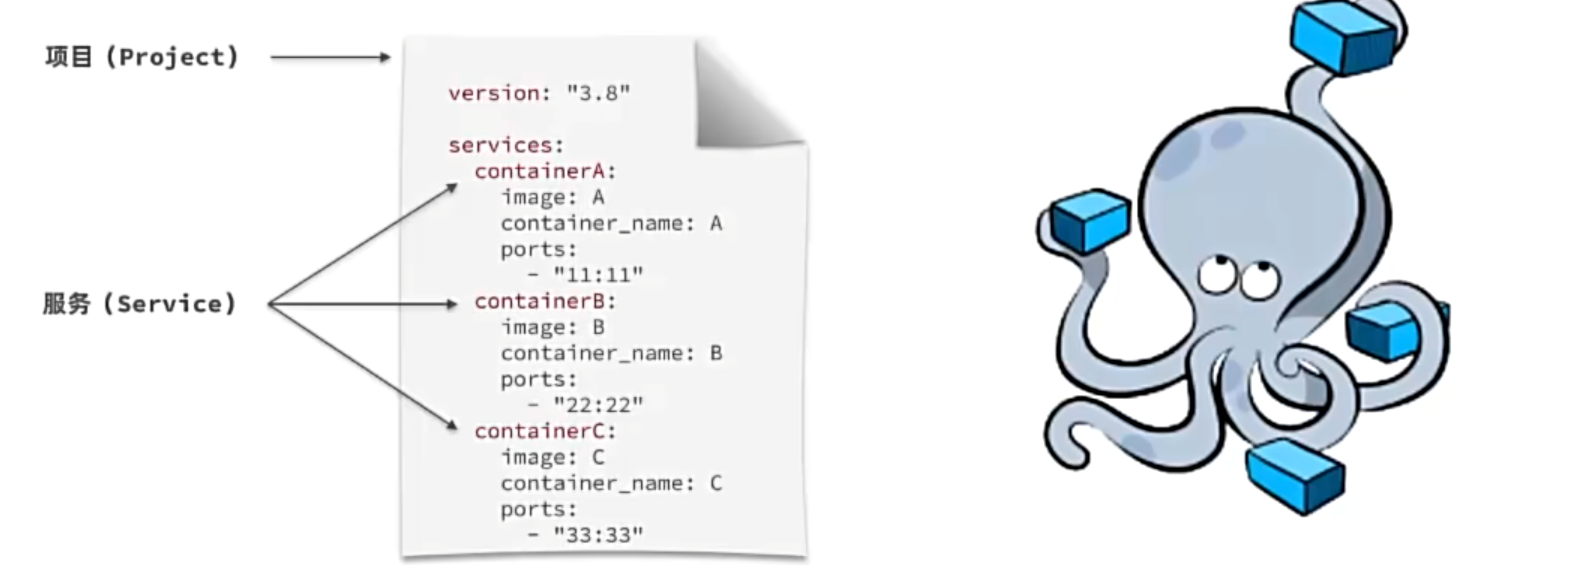 项目（Project）
version: "3.8"
services:
containerA:
image: A
container_name: A
ports:
- "11:11"
服务（Service）
containerB:
image: B
container_name: B
ports:
- "22:22"
containerC:
image: C
container_name: C
ports:
- "33:33"